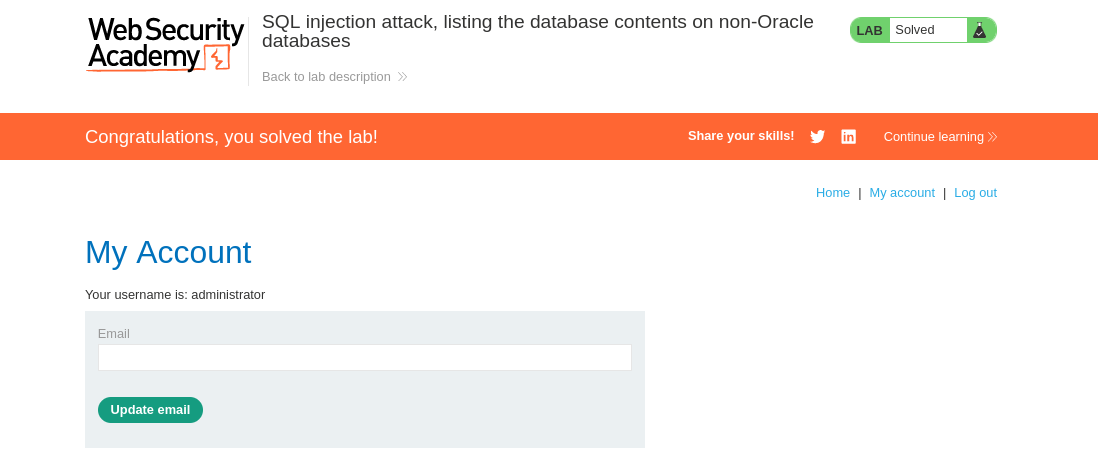 Web Security
Academy
SQL injection attack, listing the database contents on non-Oracle
databases
Back to lab description
LAB Solved
Congratulations, you solved the lab!
Share your skills!
Continue learning
Home | My account | Log out
My Account
Your username is: administrator
Email
Update email